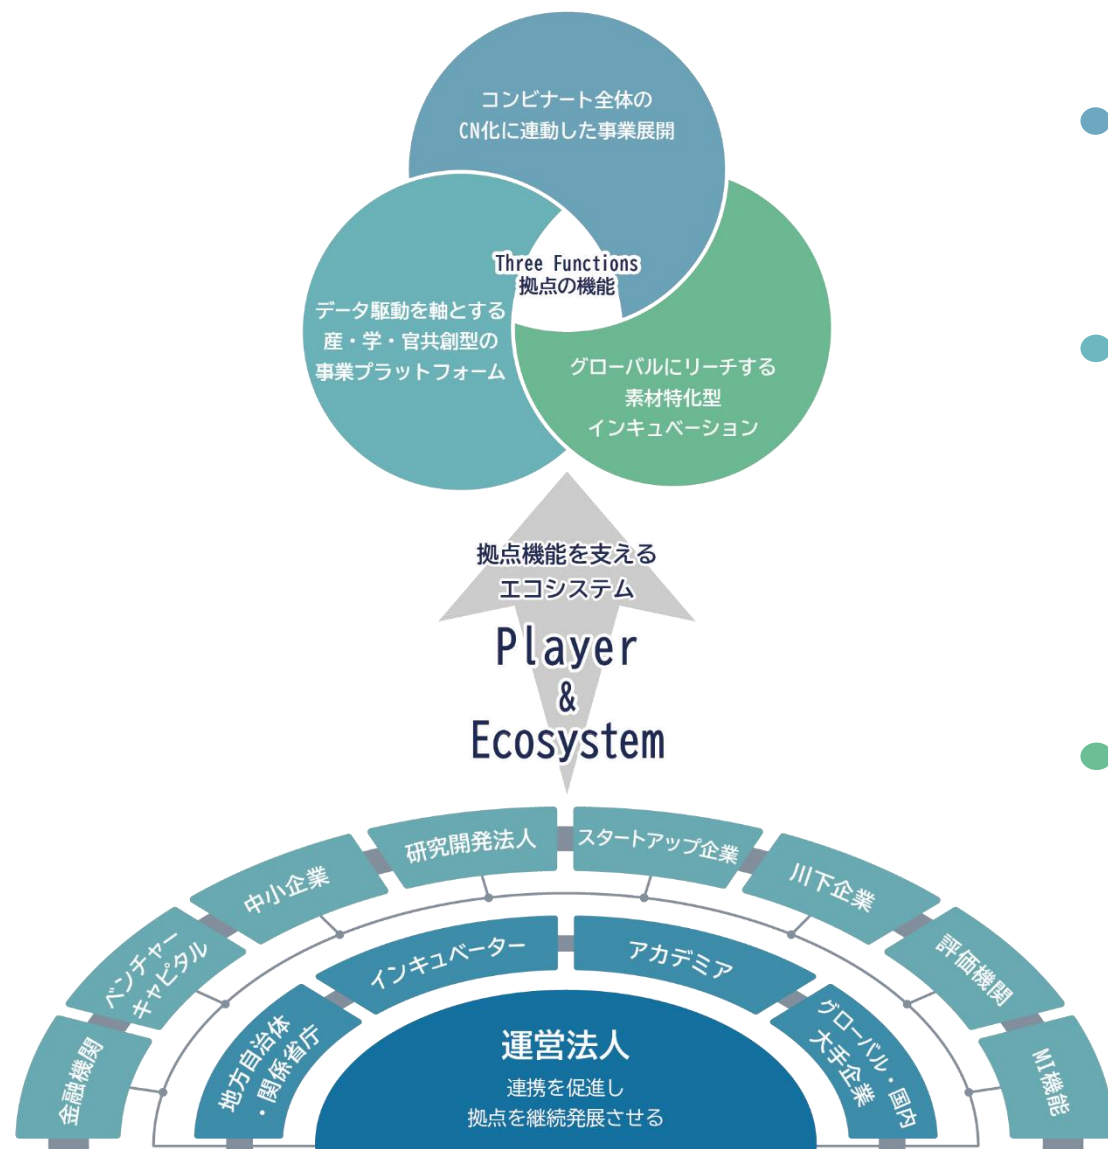 コンビナート全体の
CN化に連動した事業展開
Three Functions
拠点の機能
データ駆動を軸とする
産・学・官共創型の
事業プラットフォーム
グローバルにリーチする
素材特化型
インキュベーション
拠点機能を支える
エコシステム
Player
&
Ecosystem
金融機関
ベンチャー
キャピタル
中小企業
研究開発法人
スタートアップ企業
川下企業
評価機関
MI機能
地方自治体
・関係省庁
インキュベーター
アカデミア
グローバル・国内
大手企業
運営法人
連携を促進し
拠点を継続発展させる